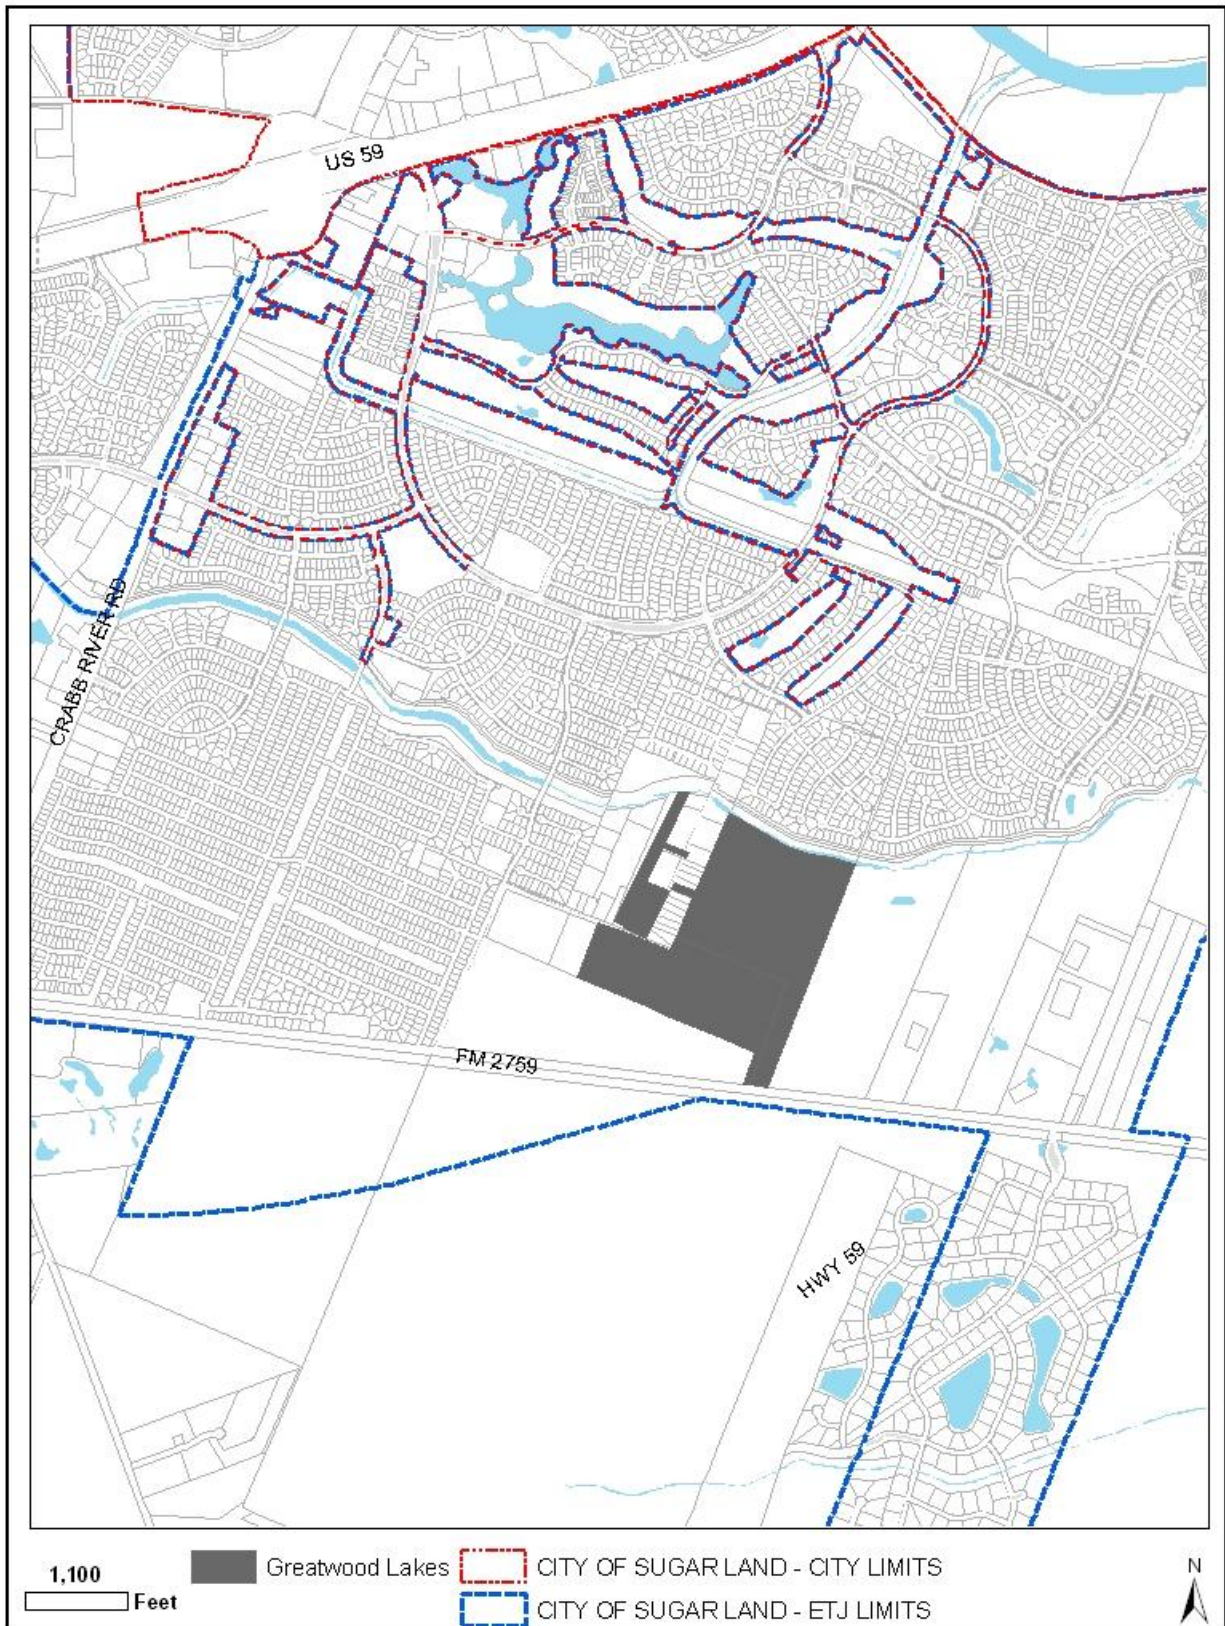 US 59
CRABB RIVER RD
FM 2759
HWY 59
1,100
Feet
Greatwood Lakes
CITY OF SUGAR LAND - CITY LIMITS
CITY OF SUGAR LAND - ETJ LIMITS
N